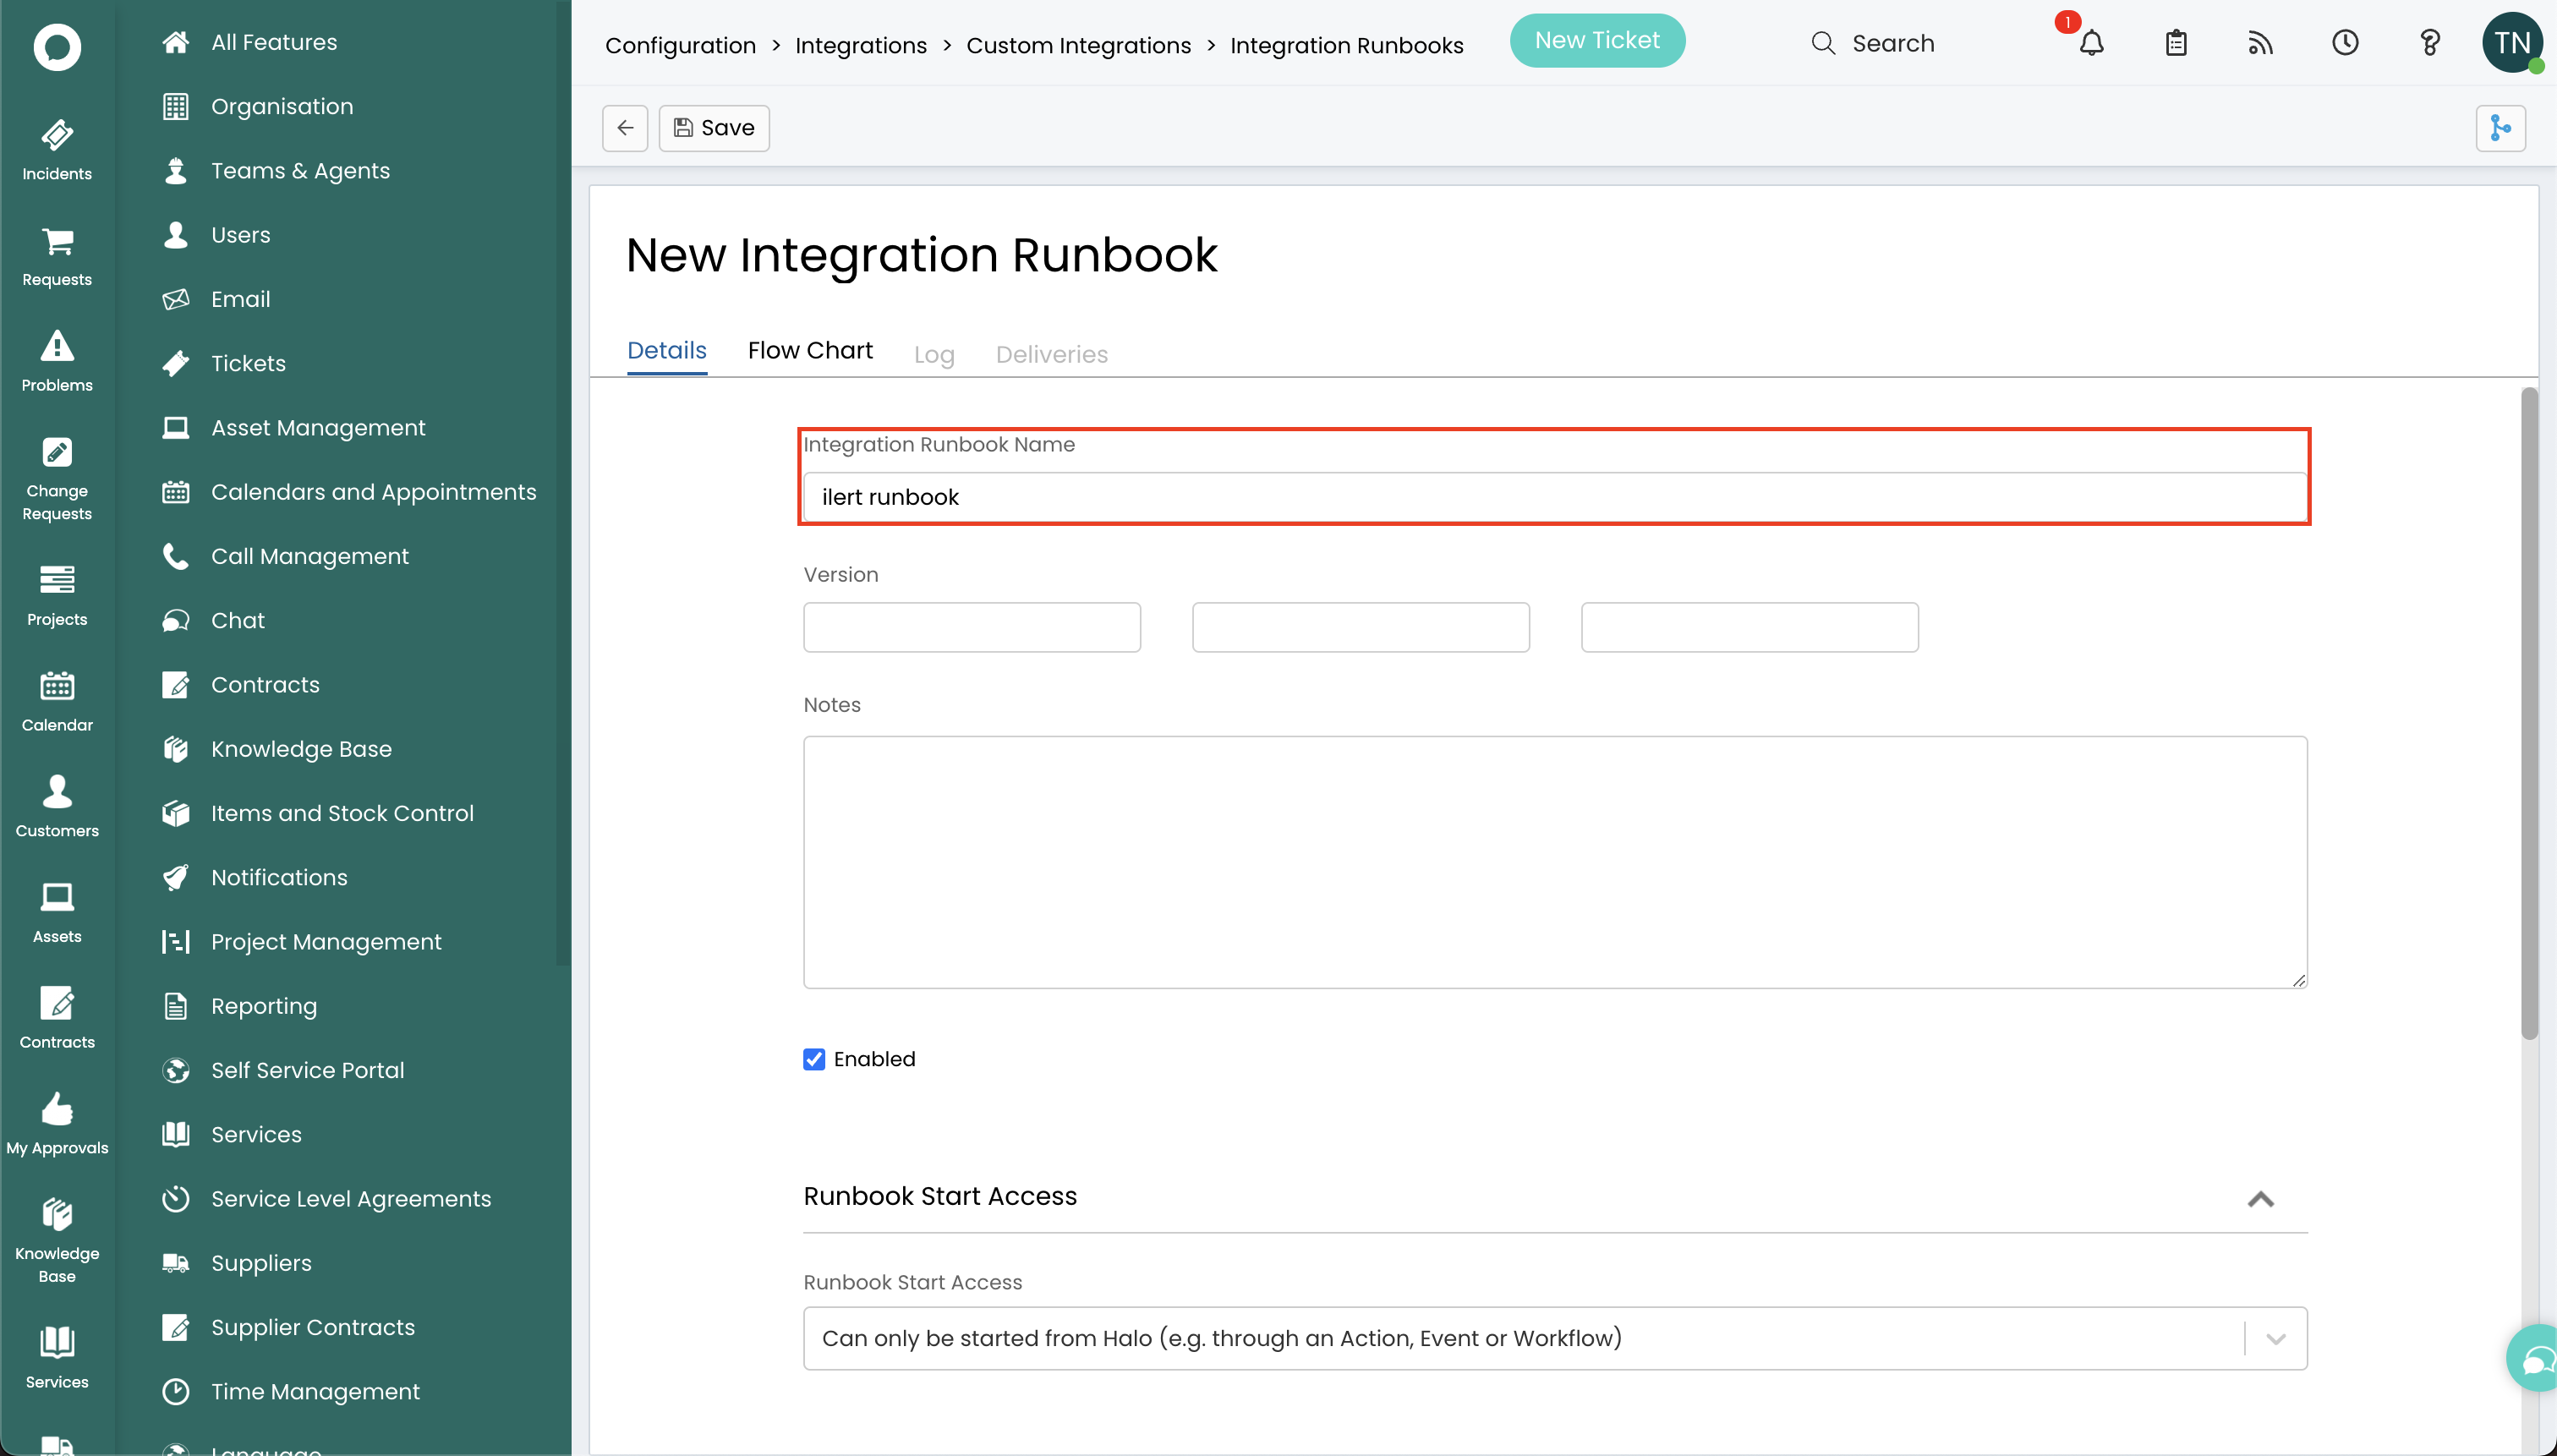 Incidents
Requests
Problems
Change
Requests
Projects
Calendar
Customers
Assets
Contracts
My Approvals
Knowledge
Base
Services
All Features
Organisation
Teams & Agents
Users
Email
Tickets
Asset Management
Calendars and Appointments
Call Management
Chat
Contracts
Knowledge Base
Items and Stock Control
Notifications
Project Management
Reporting
Self Service Portal
Services
Service Level Agreements
Suppliers
Supplier Contracts
Time Management
Language
Configuration > Integrations > Custom Integrations > Integration Runbooks
New Ticket
Search
1
TN
Save
New Integration Runbook
Details Flow Chart Log Deliveries
Integration Runbook Name
ilert runbook
Version
Notes
Enabled
Runbook Start Access
Runbook Start Access
Can only be started from Halo (e.g. through an Action, Event or Workflow)